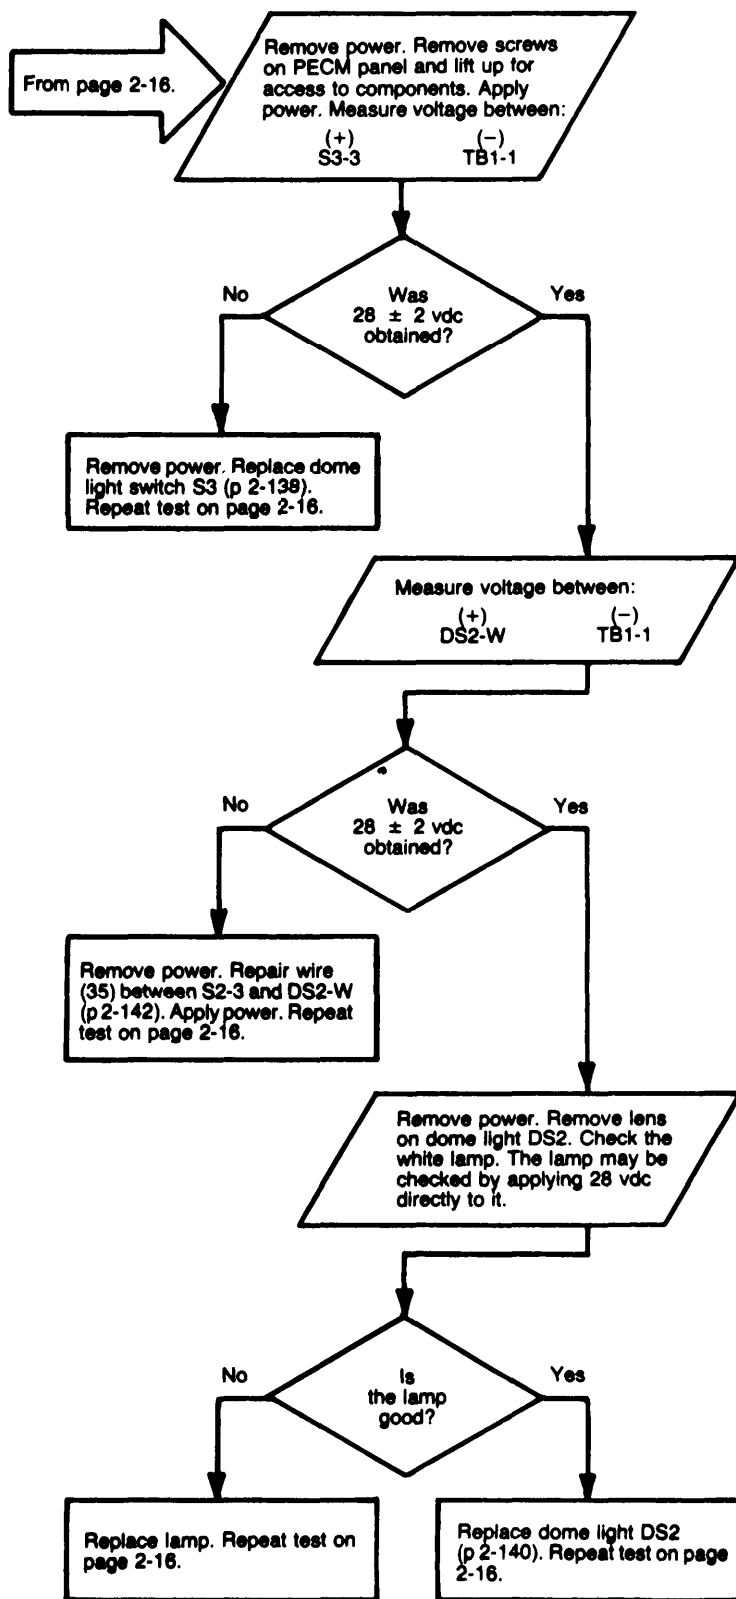 From page 2-16.
Remove power. Remove screws
on PECM panel and lift up for
access to components. Apply
power. Measure voltage between:
(+) (−)
S3-3 TB1-1
Was
28 ± 2 vdc
obtained?
No
Yes
Remove power. Replace dome
light switch S3 (p 2-138).
Repeat test on page 2-16.
Measure voltage between:
(+) (−)
DS2-W TB1-1
Was
28 ± 2 vdc
obtained?
No
Yes
Remove power. Repair wire
(35) between S2-3 and DS2-W
(p 2-142). Apply power. Repeat
test on page 2-16.
Remove power. Remove lens
on dome light DS2. Check the
white lamp. The lamp may be
checked by applying 28 vdc
directly to it.
Is
the lamp
good?
No
Yes
Replace lamp. Repeat test on
page 2-16.
Replace dome light DS2
(p 2-140). Repeat test on page
2-16.